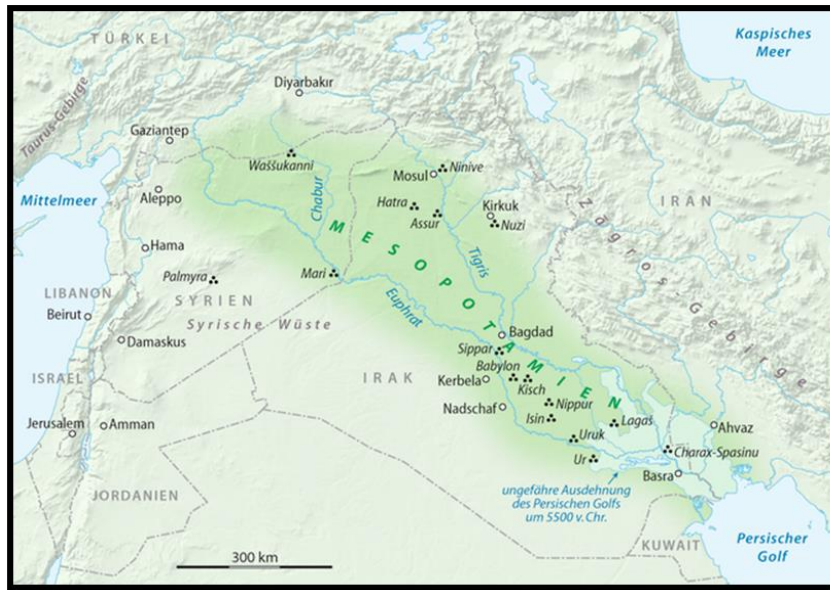 TÜRKEI
Kaspisches
Meer
Diyarbakır
Taurus-Gebirge
Gaziantep
Waššukanni
Mosul
Ninive
Mittelmeer
Aleppo
Chabur
Hatra
Assur
Kirkuk
Nuzi
IRAN
Zāgros-Gebirge
MESOPOTAMIEN
Hama
Tigris
Palmyra
Mari
LIBANON
SYRIEN
Euphrat
Beirut
Syrische Wüste
Bagdad
Damaskus
Sippar
Babylon
ISRAEL
IRAK
Kerbela
Kisch
Nadschaf
Nippur
Isin
Lagaš
Jerusalem
Amman
Ahvaz
Uruk
Charax-Spasinu
Ur
Basra
JORDANIEN
ungefähre Ausdehnung
des Persischen Golfs
um 5500 v. Chr.
KUWAIT
Persischer
Golf
300 km